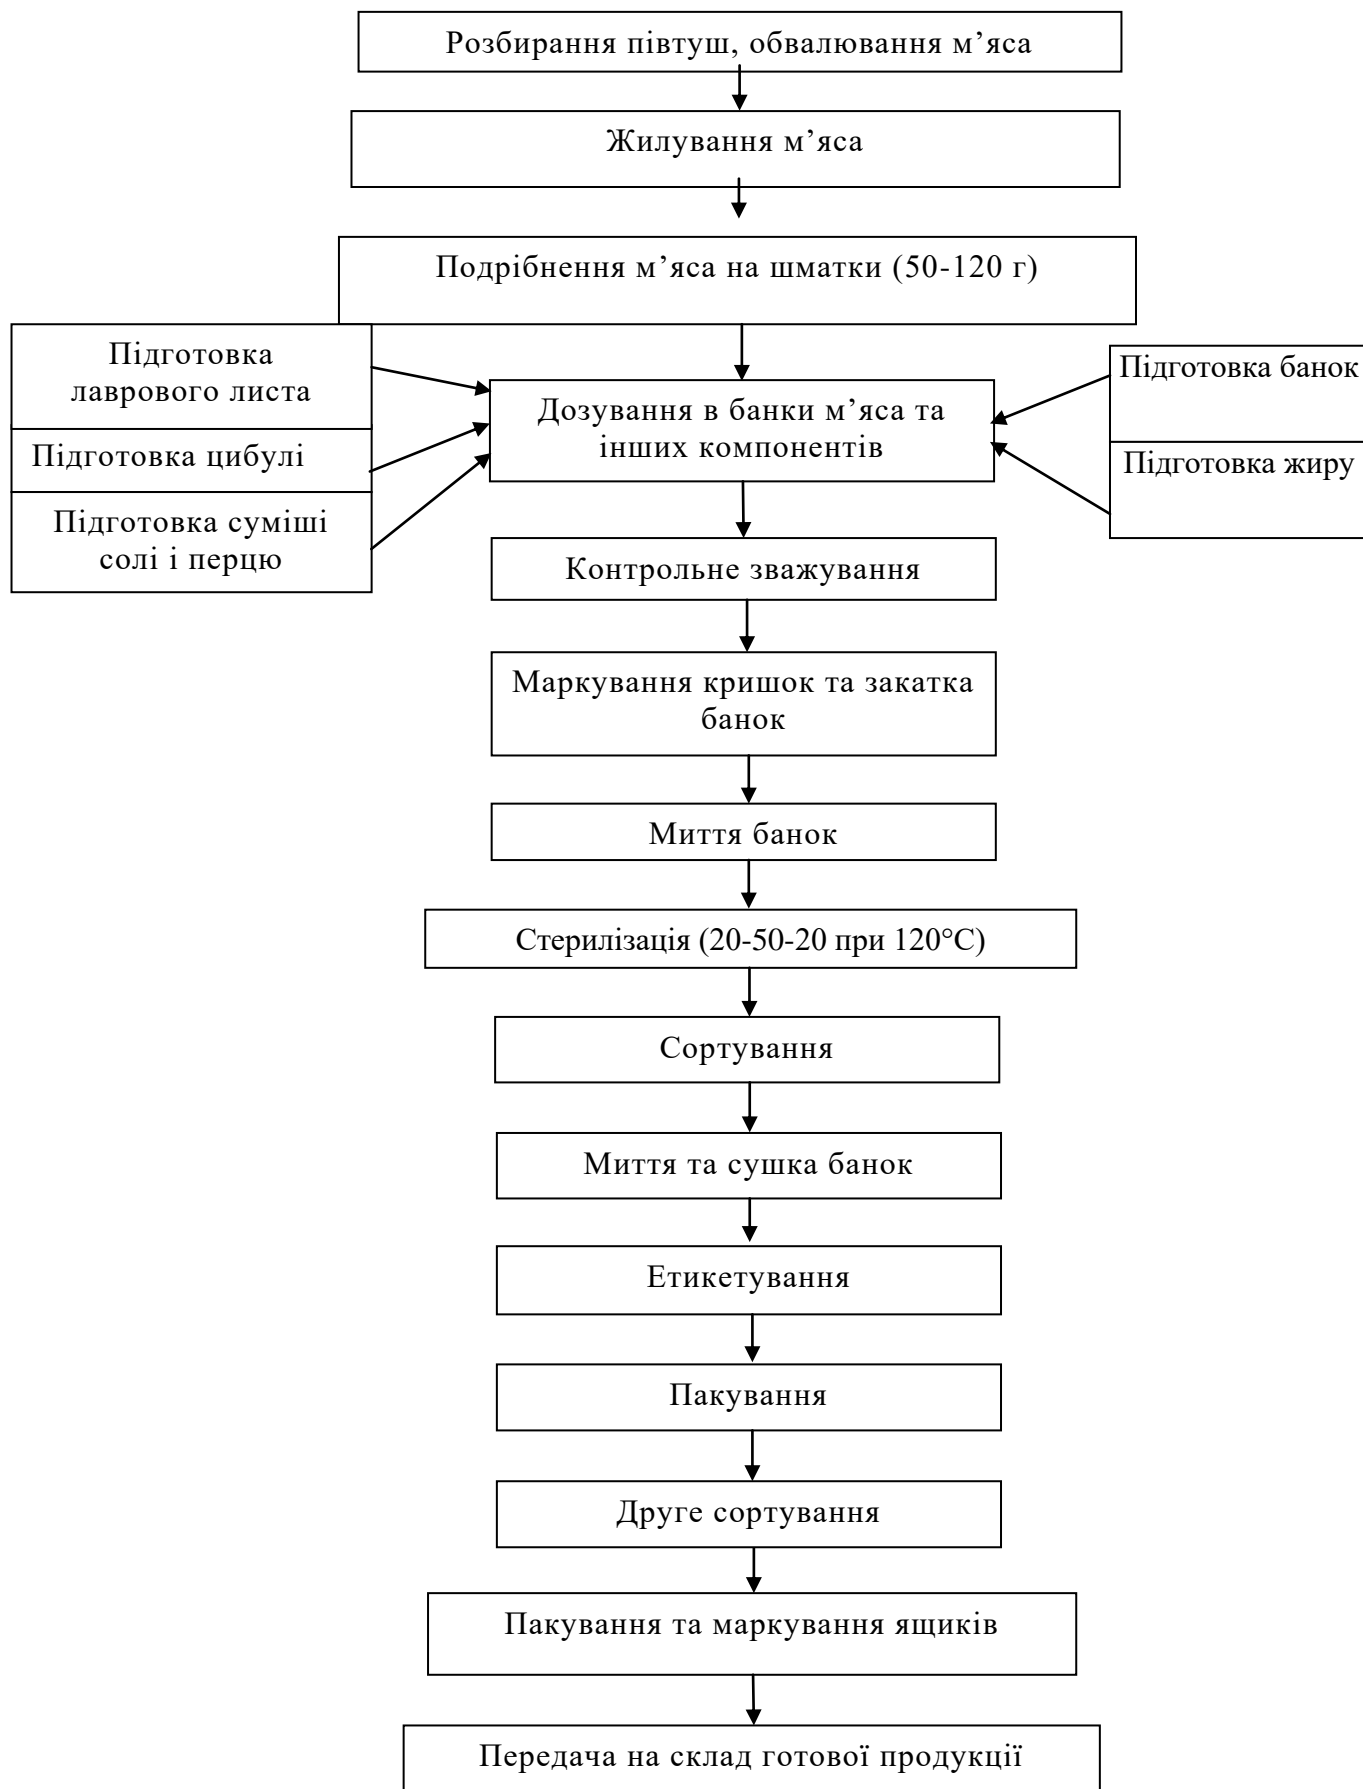 Розбирання півтуш, обвалювання м’яса
Жилування м’яса
Подрібнення м’яса на шматки (50-120 г)
Підготовка
лаврового листа
Підготовка цибулі
Підготовка суміші
солі і перцю
Дозування в банки м’яса та
інших компонентів
Підготовка банок
Підготовка жиру
Контрольне зважування
Маркування кришок та закатка
банок
Миття банок
Стерилізація (20-50-20 при 120°С)
Сортування
Миття та сушка банок
Етикетування
Пакування
Друге сортування
Пакування та маркування ящиків
Передача на склад готової продукції